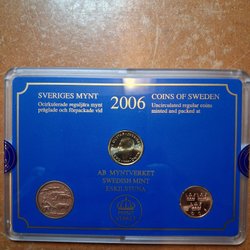 SVERIGES MYNT
Ocirkulerade reguljära mynt
präglade och förpackade vid
2006
COINS OF SWEDEN
Uncirculated regular coins
minted and packed at
AB MYNTVERKET
SWEDISH MINT
ESKILSTUNA